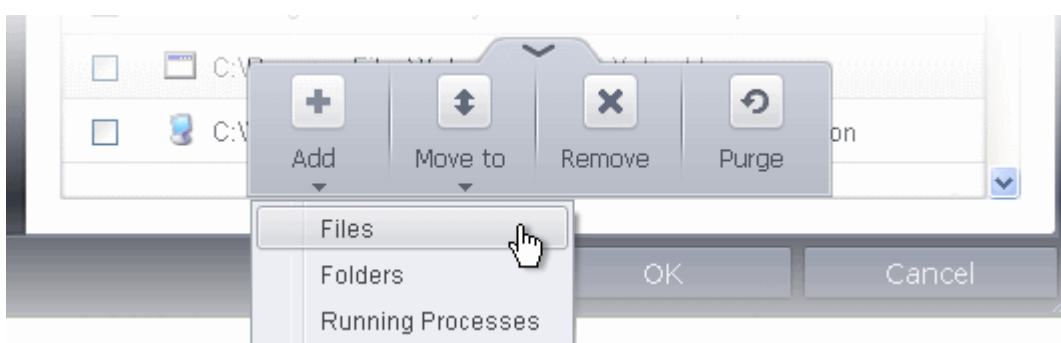 C:\
C:\
on
Add
Move to
Remove
Purge
Files
Folders
Running Processes
OK
Cancel